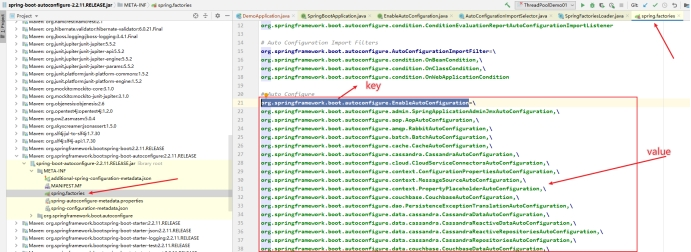 spring-boot-autoconfigure-2.2.11.RELEASE.jar
META-INF
spring.factories
ThreadPoolDemo01
Project
DemoApplication.java
SpringBootApplication.java
EnableAutoConfiguration.java
AutoConfigurationImportSelector.java
SpringFactoriesLoader.java
spring.factories
Maven: org.hibernate.validator:hibernate-validator:6.0.21.Final
Maven: org.jboss.logging:jboss-logging:3.4.1.Final
Maven: org.junit.jupiter:junit-jupiter:5.5.2
Maven: org.junit.jupiter:junit-jupiter-api:5.5.2
Maven: org.junit.jupiter:junit-jupiter-engine:5.5.2
Maven: org.junit.jupiter:junit-jupiter-params:5.5.2
Maven: org.junit.platform:junit-platform-commons:1.5.2
Maven: org.junit.platform:junit-platform-engine:1.5.2
Maven: org.mockito:mockito-core:3.1.0
Maven: org.mockito:mockito-junit-jupiter:3.1.0
Maven: org.objenesis:objenesis:2.6
Maven: org.opentest4j:opentest4j:1.2.0
Maven: org.ow2.asm:asm:5.0.4
Maven: org.skyscreamer:jsonassert:1.5.0
Maven: org.slf4j:jul-to-slf4j:1.7.30
Maven: org.slf4j:slf4j-api:1.7.30
Maven: org.springframework.boot:spring-boot:2.2.11.RELEASE
Maven: org.springframework.boot:spring-boot-autoconfigure:2.2.11.RELEASE
spring-boot-autoconfigure-2.2.11.RELEASE.jar library root
META-INF
additional-spring-configuration-metadata.json
MANIFEST.MF
spring.factories
spring-autoconfigure-metadata.properties
spring-configuration-metadata.json
org.springframework.boot.autoconfigure
Maven: org.springframework.boot:spring-boot-starter:2.2.11.RELEASE
Maven: org.springframework.boot:spring-boot-starter-json:2.2.11.RELEASE
Maven: org.springframework.boot:spring-boot-starter-logging:2.2.11.RELEASE
Maven: org.springframework.boot:spring-boot-starter-test:2.2.11.RELEASE
12 org.springframework.boot.autoconfigure.condition.ConditionEvaluationReportAutoConfigurationImportListener
# Auto Configuration Import Filters
org.springframework.boot.autoconfigure.AutoConfigurationImportFilter=\
org.springframework.boot.autoconfigure.condition.OnBeanCondition,\
org.springframework.boot.autoconfigure.condition.OnClassCondition,\
18 org.springframework.boot.autoconfigure.condition.OnWebApplicationCondition
key
# Auto Configure
21 org.springframework.boot.autoconfigure.EnableAutoConfiguration=\
org.springframework.boot.autoconfigure.admin.SpringApplicationAdminJmxAutoConfiguration,\
org.springframework.boot.autoconfigure.aop.AopAutoConfiguration,\
org.springframework.boot.autoconfigure.amqp.RabbitAutoConfiguration,\
org.springframework.boot.autoconfigure.batch.BatchAutoConfiguration,\
org.springframework.boot.autoconfigure.cache.CacheAutoConfiguration,\
org.springframework.boot.autoconfigure.cassandra.CassandraAutoConfiguration,\
org.springframework.boot.autoconfigure.cloud.CloudServiceConnectorsAutoConfiguration,\
value
org.springframework.boot.autoconfigure.context.ConfigurationPropertiesAutoConfiguration,\
org.springframework.boot.autoconfigure.context.MessageSourceAutoConfiguration,\
org.springframework.boot.autoconfigure.context.PropertyPlaceholderAutoConfiguration,\
org.springframework.boot.autoconfigure.couchbase.CouchbaseAutoConfiguration,\
org.springframework.boot.autoconfigure.dao.PersistenceExceptionTranslationAutoConfiguration,\
org.springframework.boot.autoconfigure.data.cassandra.CassandraDataAutoConfiguration,\
org.springframework.boot.autoconfigure.data.cassandra.CassandraReactiveDataAutoConfiguration,\
org.springframework.boot.autoconfigure.data.cassandra.CassandraReactiveRepositoriesAutoConfiguration,\
org.springframework.boot.autoconfigure.data.cassandra.CassandraRepositoriesAutoConfiguration,\
org.springframework.boot.autoconfigure.data.couchbase.CouchbaseDataAutoConfiguration,\